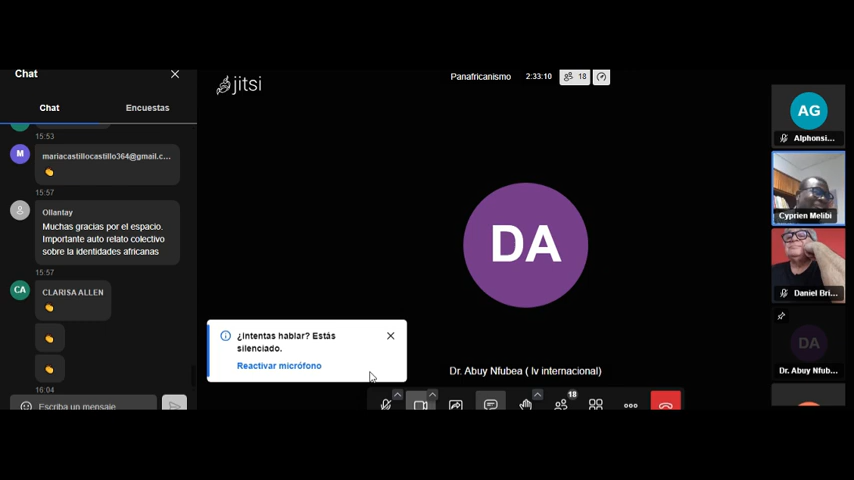 Chat
jitsi
Panafricanismo 2:33:10 18
Chat Encuestas
15:53
M mariacastillocastillo364@gmail.c...
15:57
Ollantay
Muchas gracias por el espacio.
Importante auto relato colectivo
sobre la identidades africanas
15:57
CA CLARISA ALLEN
16:04
Escriba un mensaje
DA
¿Intentas hablar? Estás
silenciado.
Reactivar micrófono
Dr. Abuy Nfubea ( Iv internacional)
18
AG
Alphonsi...
Cyprien Melibi
Daniel Bri...
DA
Dr. Abuy Nfub...